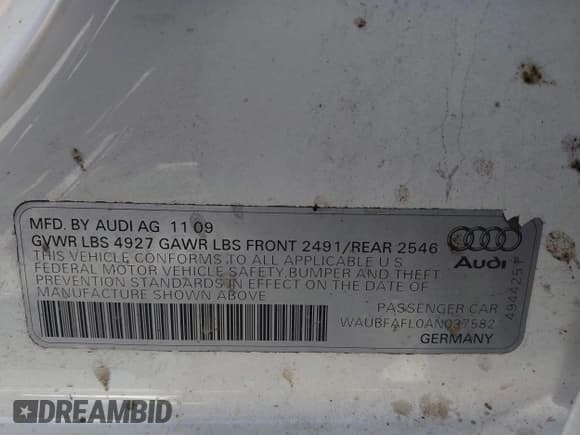 MFD. BY AUDI AG 11 09
GVWR LBS 4927 GAWR LBS FRONT 2491/REAR 2546
THIS VEHICLE CONFORMS TO ALL APPLICABLE U S
FEDERAL MOTOR VEHICLE SAFETY, BUMPER AND THEFT
PREVENTION STANDARDS IN EFFECT ON THE DATE OF
MANUFACTURE SHOWN ABOVE
Audi
494425
PASSENGER CAR
WAUBFAFL0AN037582
GERMANY
DREAMBID